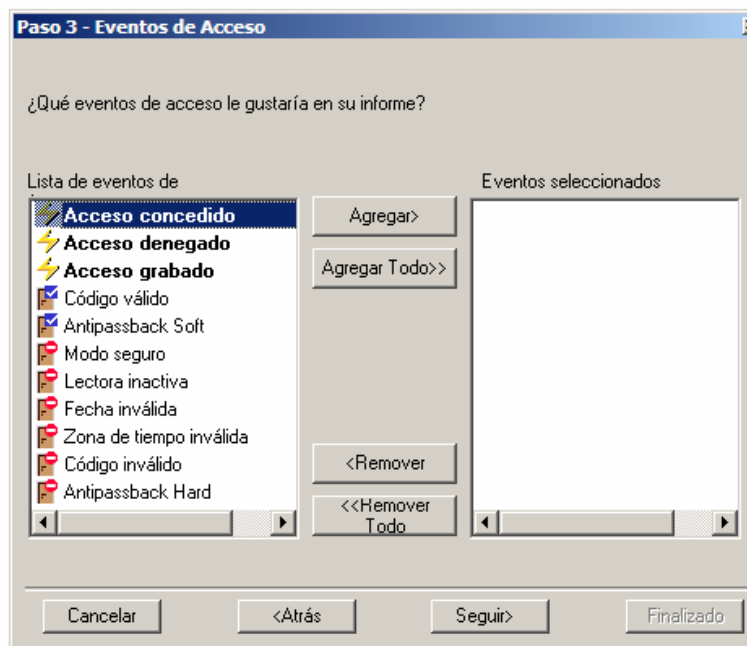 Paso 3 - Eventos de Acceso
¿Qué eventos de acceso le gustaría en su informe?
Lista de eventos de
Eventos seleccionados
Acceso concedido
Acceso denegado
Acceso grabado
Código válido
Antipassback Soft
Modo seguro
Lectora inactiva
Fecha inválida
Zona de tiempo inválida
Código inválido
Antipassback Hard
Agregar>
Agregar Todo>>
<Remover
<<Remover
Todo
Cancelar
<Atrás
Seguir>
Finalizado